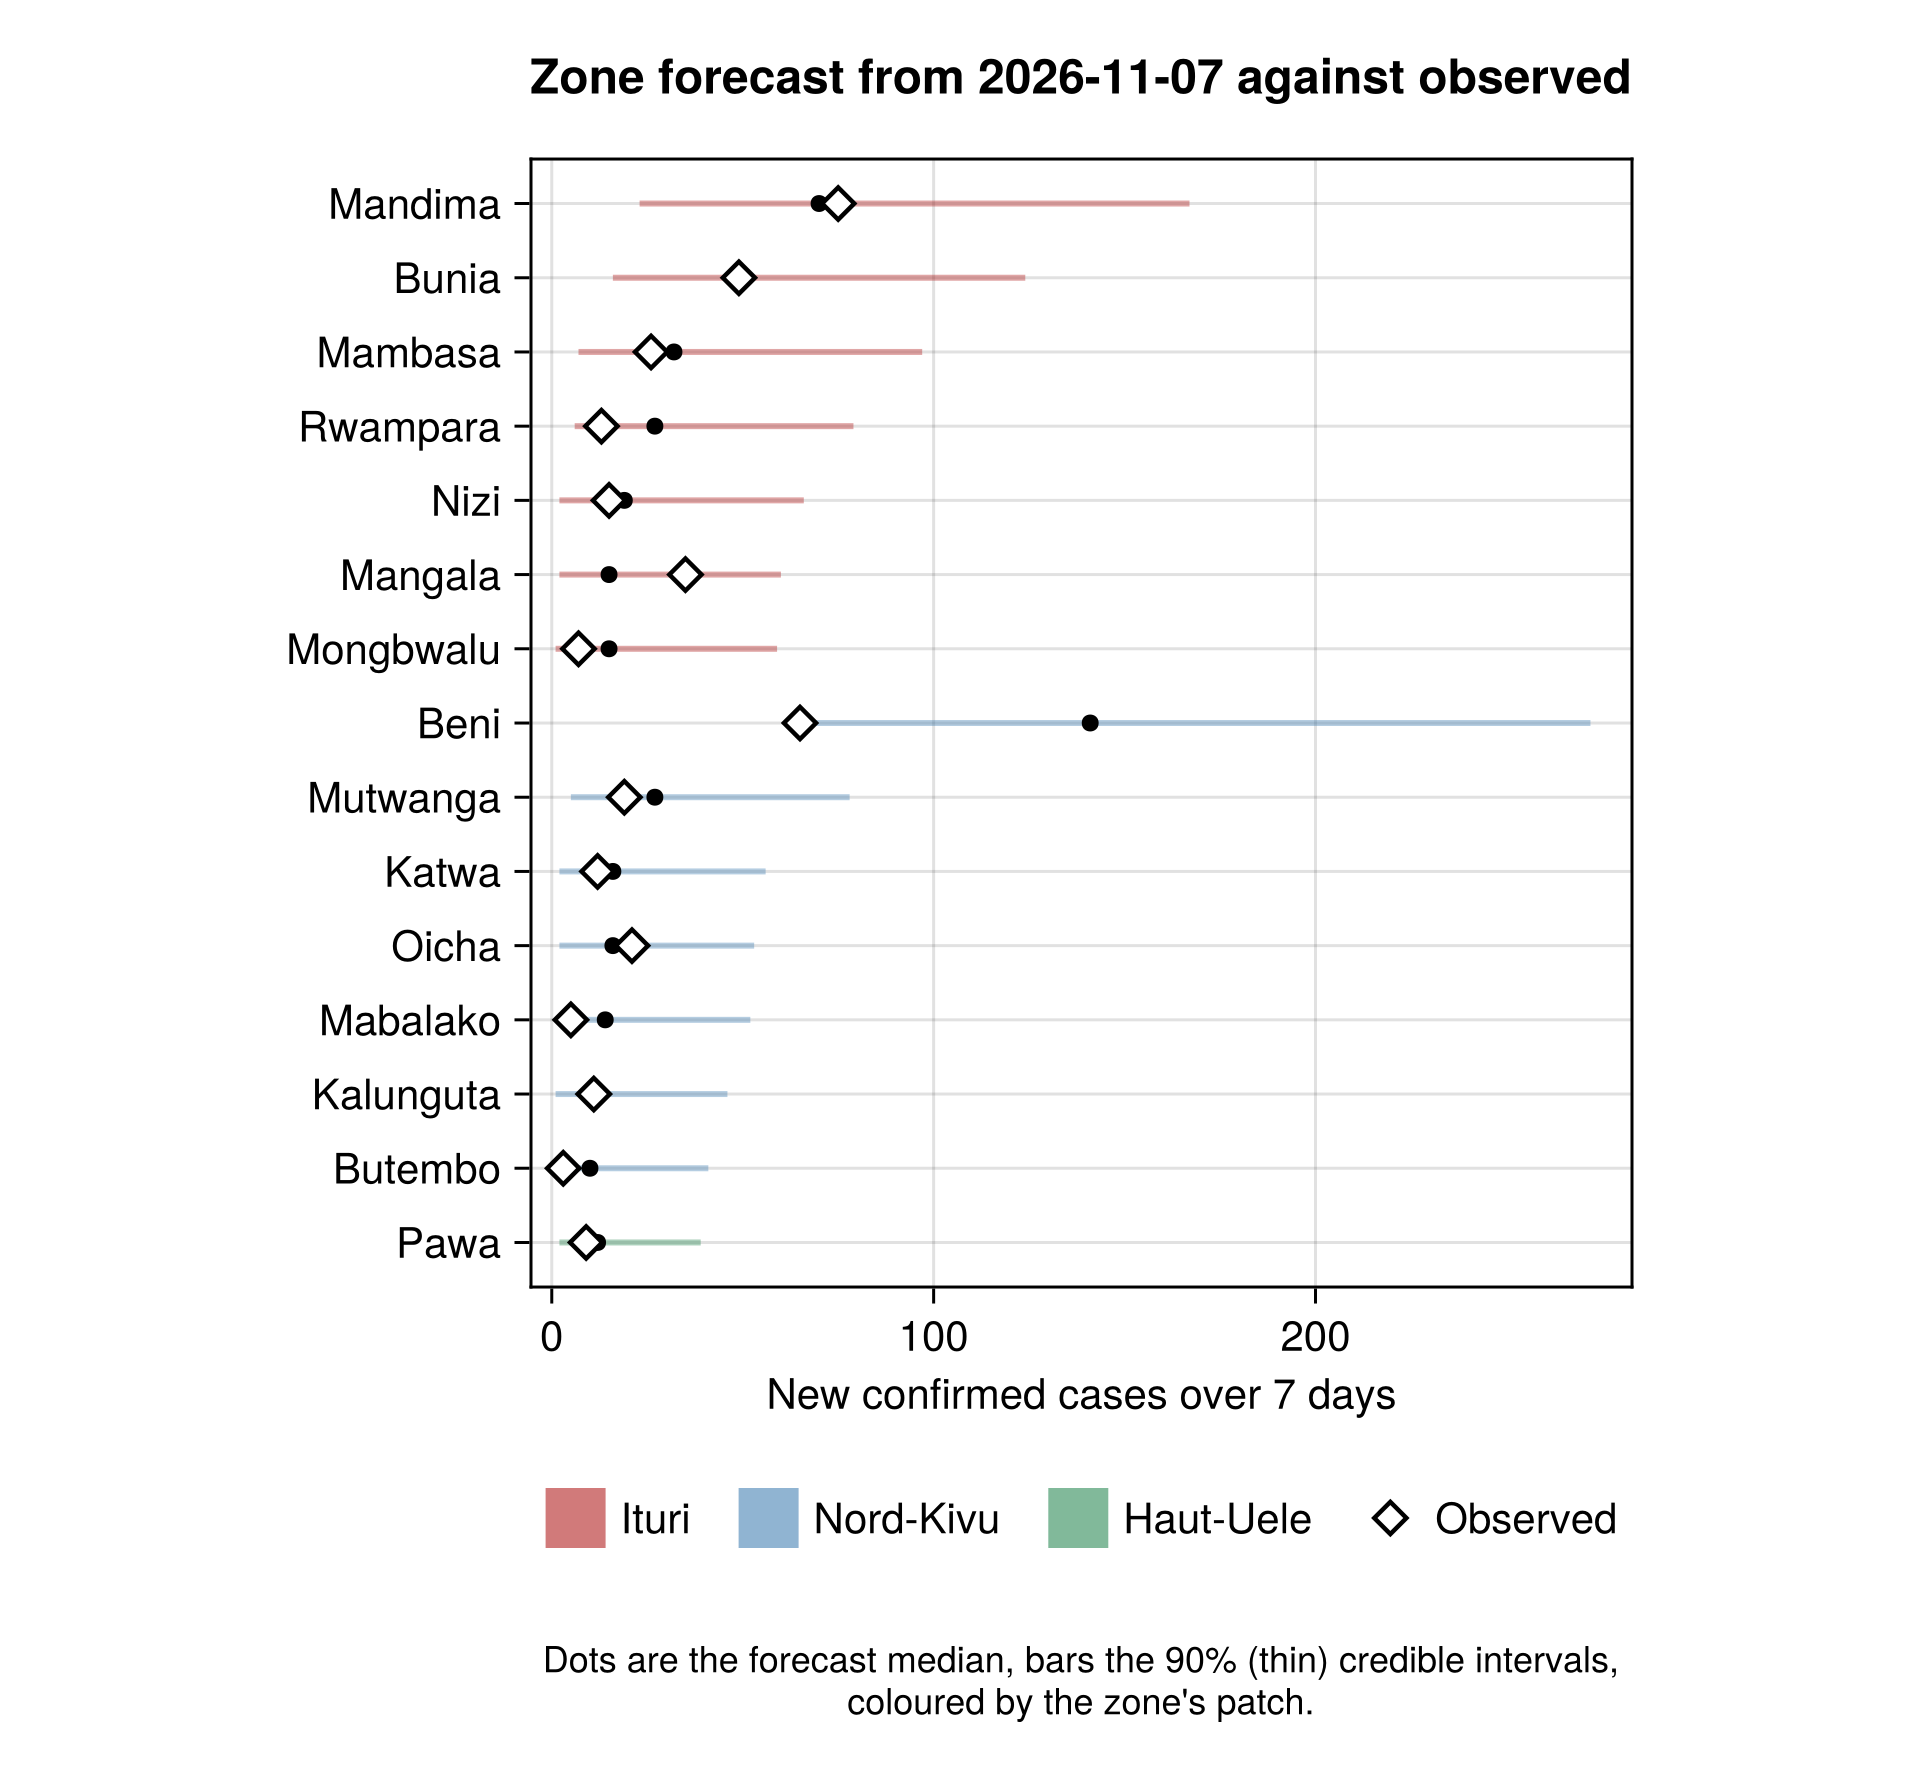 Zone forecast from 2026-11-07 against observed
Mandima
Bunia
Mambasa
Rwampara
Nizi
Mangala
Mongbwalu
Beni
Mutwanga
Katwa
Oicha
Mabalako
Kalunguta
Butembo
Pawa
0 100 200
New confirmed cases over 7 days
Ituri Nord-Kivu Haut-Uele Observed
Dots are the forecast median, bars the 90% (thin) credible intervals,
coloured by the zone's patch.